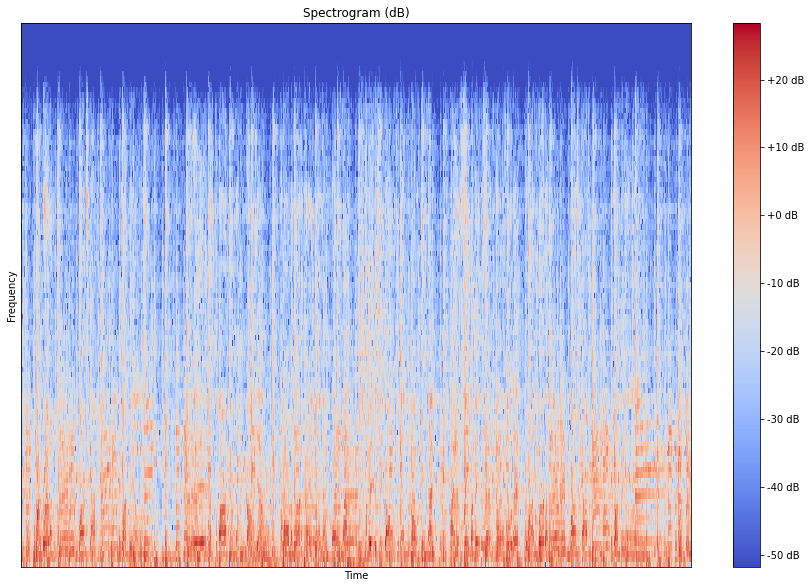 Spectrogram (dB)
Frequency
Time
+20 dB
+10 dB
+0 dB
-10 dB
-20 dB
-30 dB
-40 dB
-50 dB